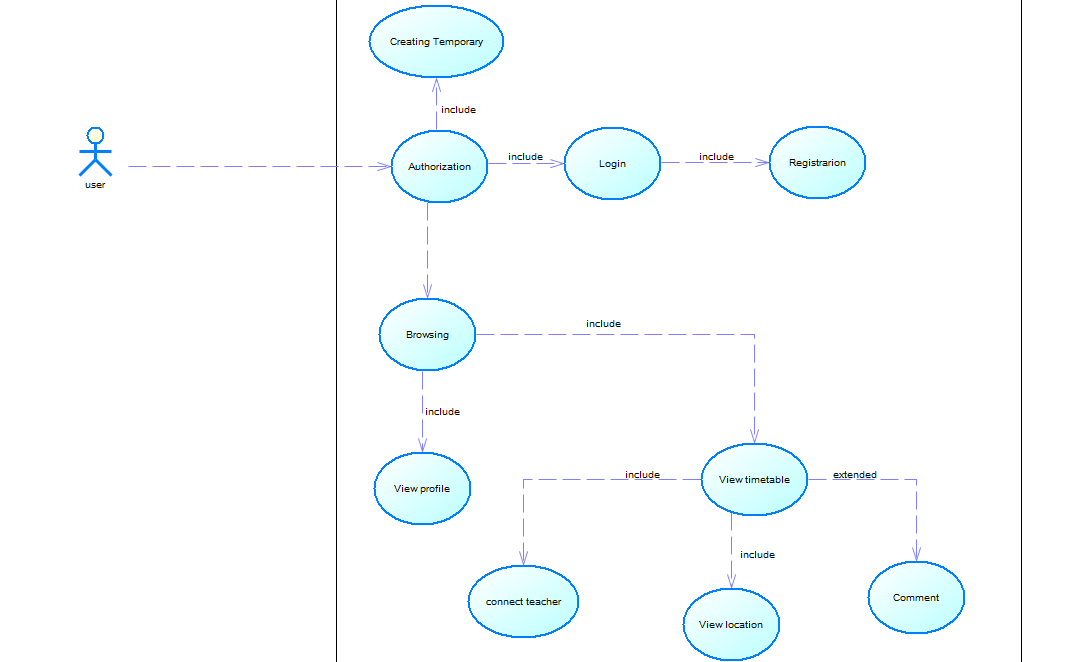 Creating Temporary
include
Authorization
include
Login
include
Registrarion
user
Browsing
include
include
View profile
include
View timetable
extended
include
connect teacher
View location
Comment